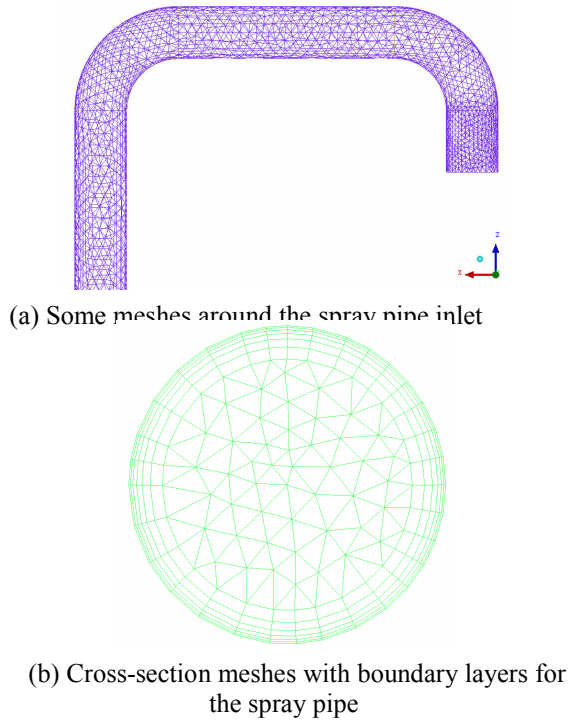 z
x
(a) Some meshes around the spray pipe inlet
(b) Cross-section meshes with boundary layers for
the spray pipe